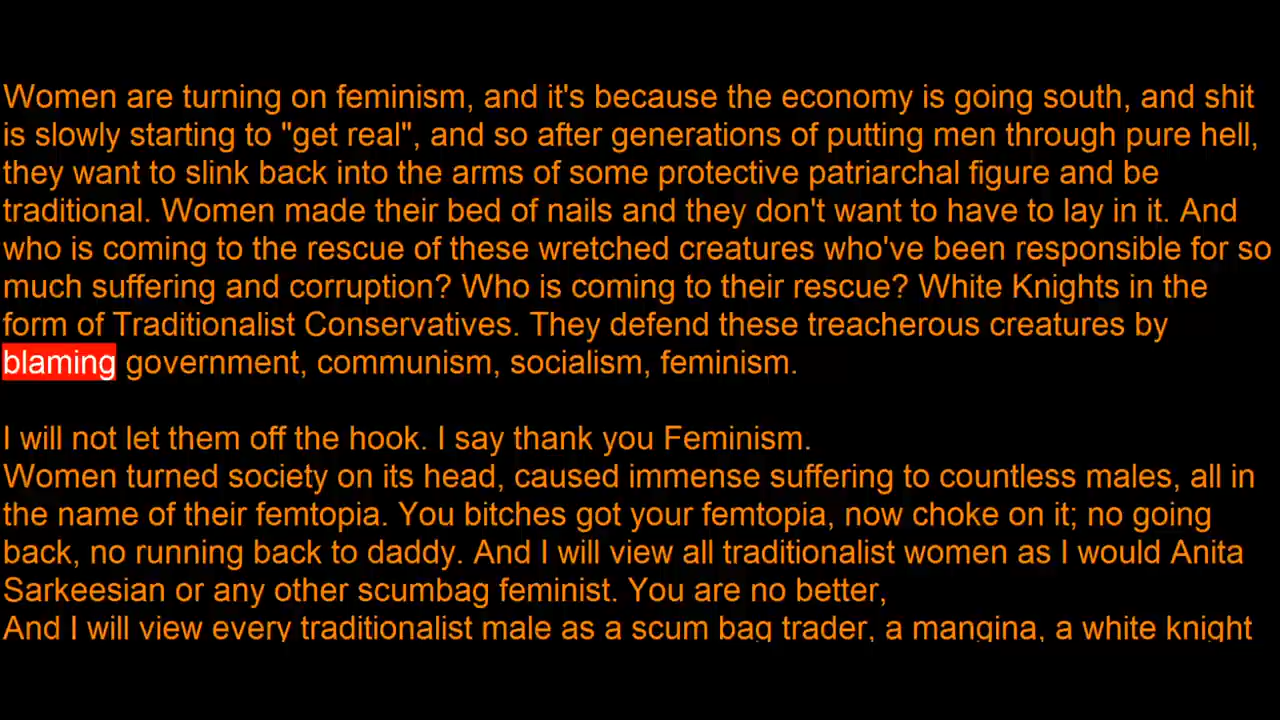 Women are turning on feminism, and it's because the economy is going south, and shit
is slowly starting to "get real", and so after generations of putting men through pure hell,
they want to slink back into the arms of some protective patriarchal figure and be
traditional. Women made their bed of nails and they don't want to have to lay in it. And
who is coming to the rescue of these wretched creatures who've been responsible for so
much suffering and corruption? Who is coming to their rescue? White Knights in the
form of Traditionalist Conservatives. They defend these treacherous creatures by
blaming government, communism, socialism, feminism.
I will not let them off the hook. I say thank you Feminism.
Women turned society on its head, caused immense suffering to countless males, all in
the name of their femtopia. You bitches got your femtopia, now choke on it; no going
back, no running back to daddy. And I will view all traditionalist women as I would Anita
Sarkeesian or any other scumbag feminist. You are no better,
And I will view every traditionalist male as a scum bag trader, a mangina, a white knight